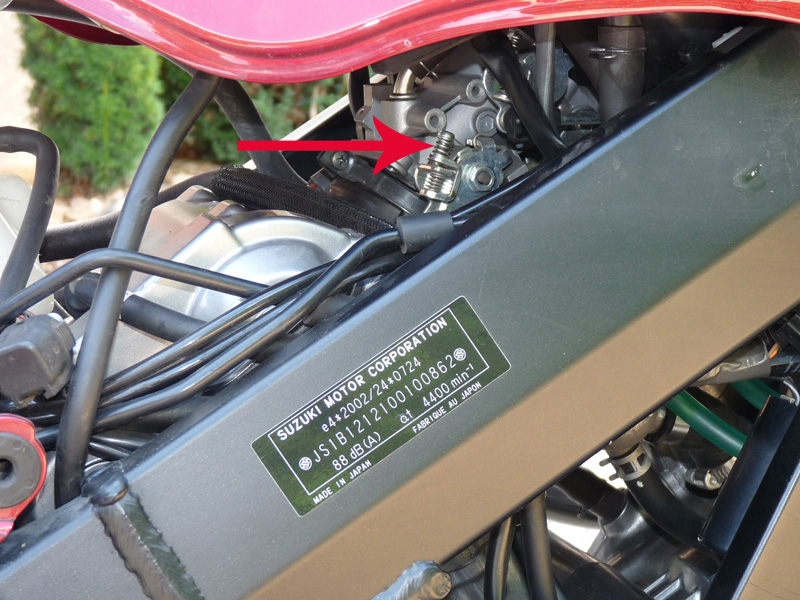 SUZUKI MOTOR CORPORATION
e4*2002/24*0724
JS1B1212100100862
88 dB(A) at 4400 min⁻¹
MADE IN JAPAN FABRIQUE AU JAPON